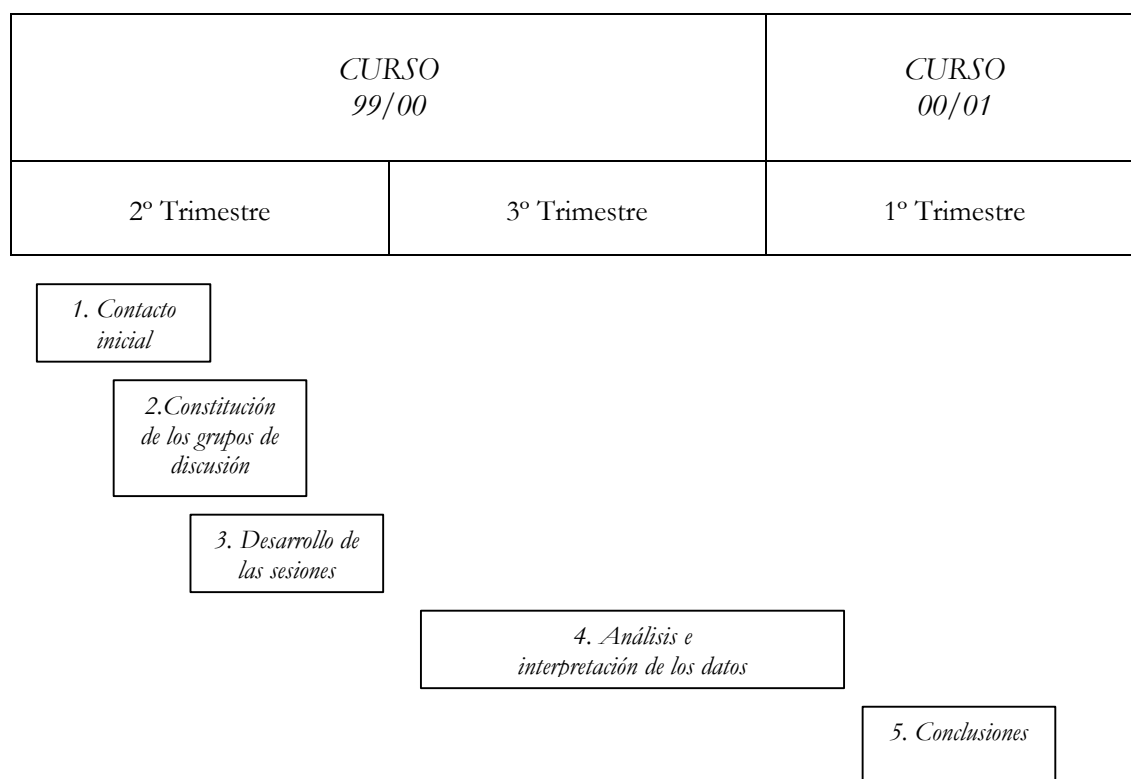 CURSO
99/00
CURSO
00/01
2º Trimestre
3º Trimestre
1º Trimestre
1. Contacto
inicial
2.Constitución
de los grupos de
discusión
3. Desarrollo de
las sesiones
4. Análisis e
interpretación de los datos
5. Conclusiones